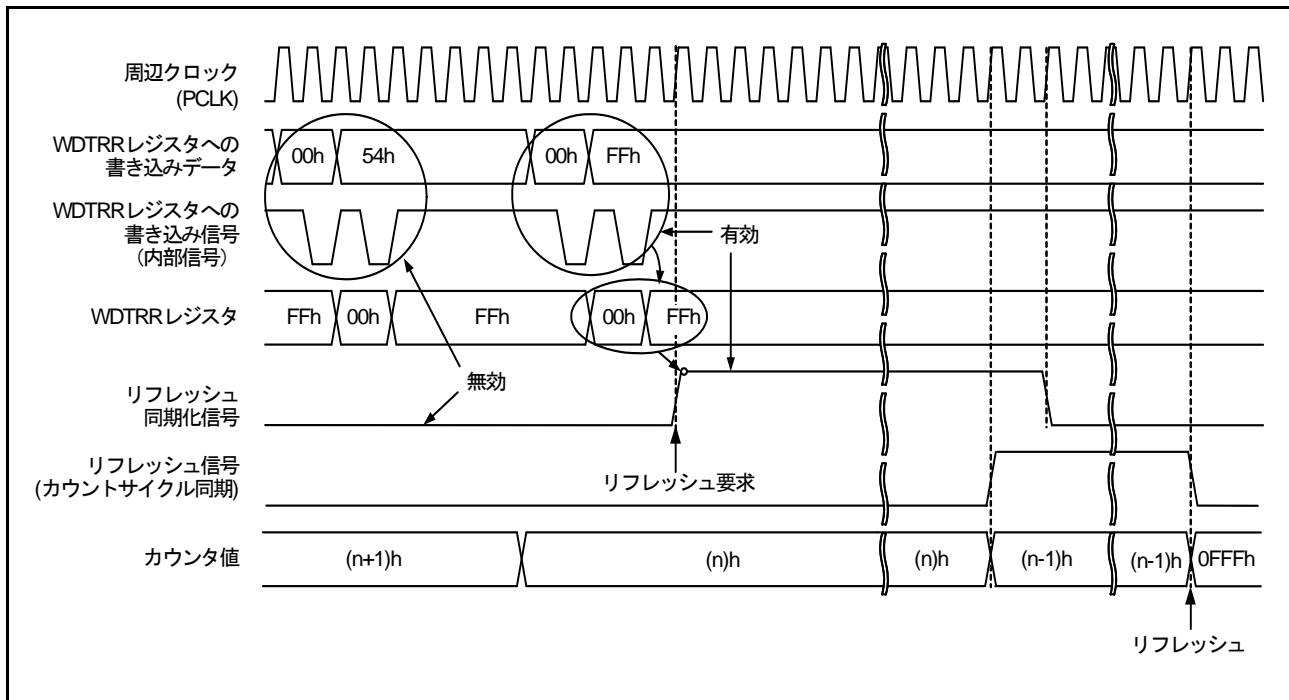 周辺クロック
(PCLK)
WDTRRレジスタへの
書き込みデータ
00h 54h 00h FFh
WDTRRレジスタへの
書き込み信号
(内部信号)
有効
WDTRRレジスタ
FFh 00h FFh 00h FFh
無効
リフレッシュ
同期化信号
リフレッシュ要求
リフレッシュ信号
(カウントサイクル同期)
カウンタ値
(n+1)h (n)h (n)h (n-1)h (n-1)h 0FFFh
リフレッシュ